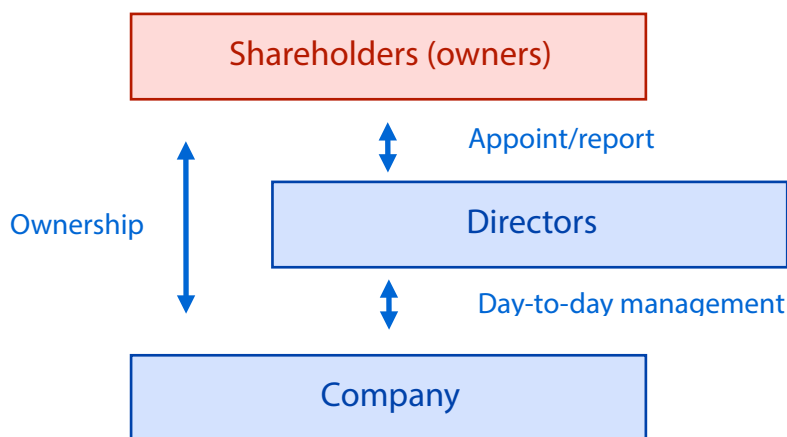 Shareholders (owners)
Appoint/report
Directors
Ownership
Day-to-day management
Company